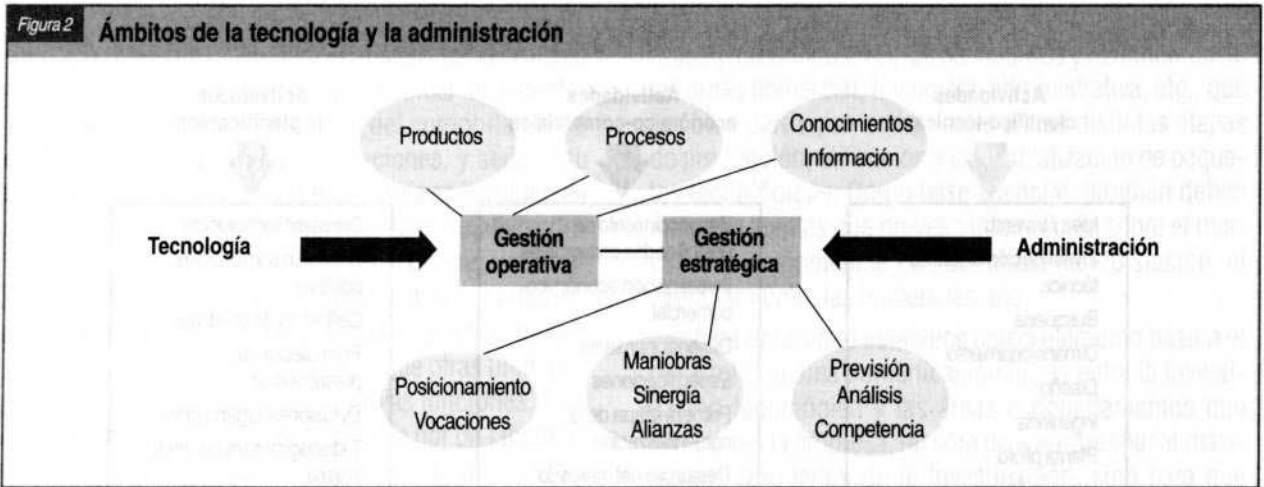 Figura 2
Ámbitos de la tecnología y la administración
Productos
Procesos
Conocimientos
Información
Tecnología
Gestión
operativa
Gestión
estratégica
Administración
Posicionamiento
Vocaciones
Maniobras
Sinergía
Alianzas
Previsión
Análisis
Competencia